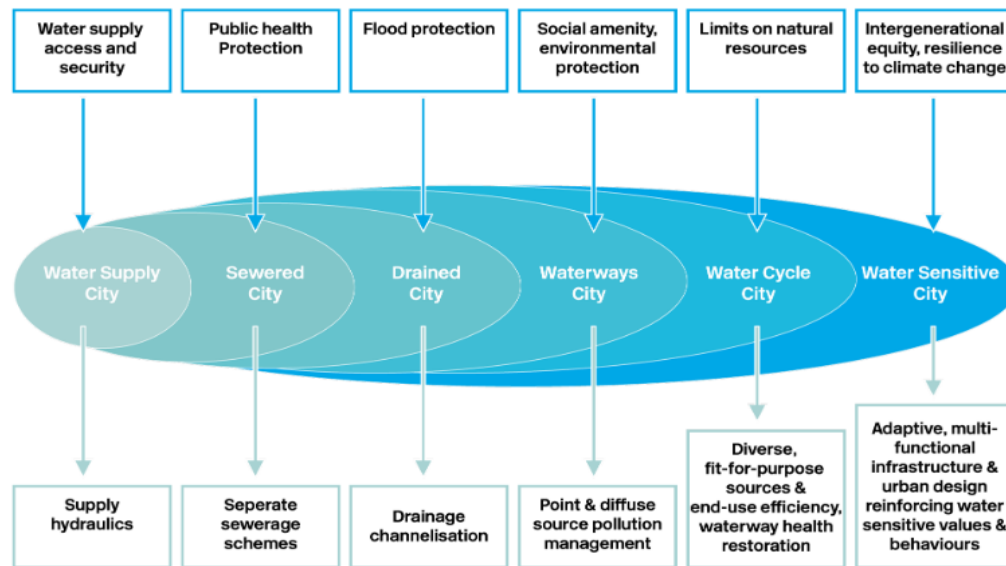 Water supply
access and
security
Public health
Protection
Flood protection
Social amenity,
environmental
protection
Limits on natural
resources
Intergenerational
equity, resilience
to climate change
Water Supply
City
Sewered
City
Drained
City
Waterways
City
Water Cycle
City
Water Sensitive
City
Supply
hydraulics
Seperate
sewerage
schemes
Drainage
channelisation
Point & diffuse
source pollution
management
Diverse,
fit-for-purpose
sources &
end-use efficiency,
waterway health
restoration
Adaptive, multi-
functional
infrastructure &
urban design
reinforcing water
sensitive values &
behaviours